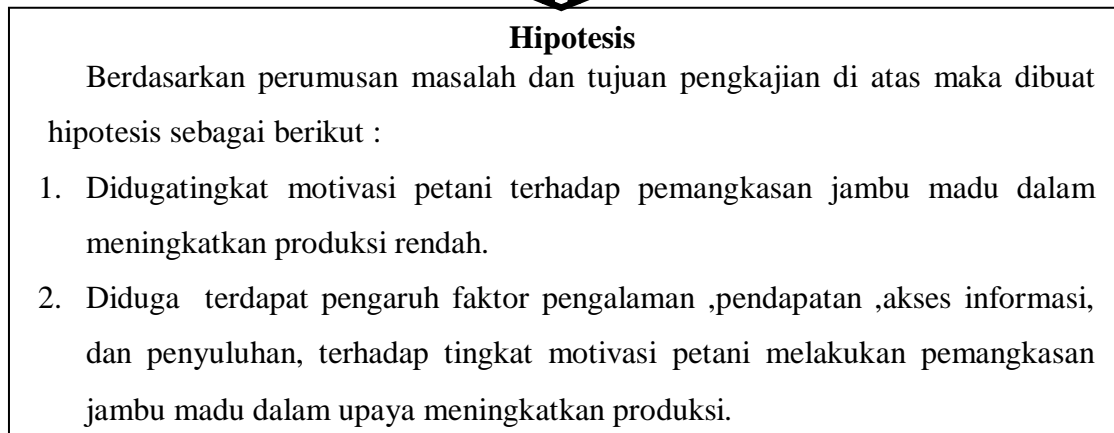 Hipotesis
Berdasarkan perumusan masalah dan tujuan pengkajian di atas maka dibuat
hipotesis sebagai berikut :
1. Didugatingkat motivasi petani terhadap pemangkasan jambu madu dalam
meningkatkan produksi rendah.
2. Diduga terdapat pengaruh faktor pengalaman ,pendapatan ,akses informasi,
dan penyuluhan, terhadap tingkat motivasi petani melakukan pemangkasan
jambu madu dalam upaya meningkatkan produksi.